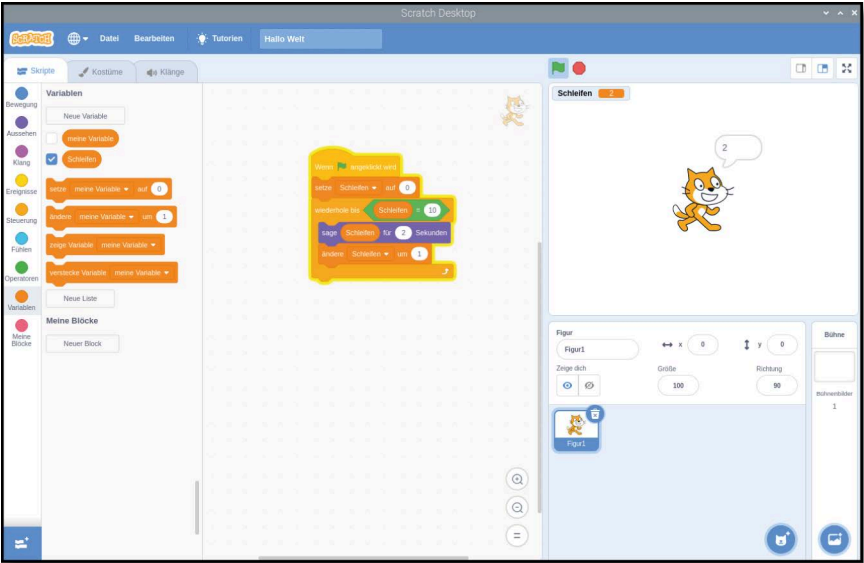 Scratch Desktop
SCRATCH
Datei
Bearbeiten
Tutorien
Hallo Welt
Skripte
Kostüme
Klänge
Bewegung
Aussehen
Klang
Ereignisse
Steuerung
Fühlen
Operatoren
Variablen
Meine
Blöcke
Variablen
Neue Variable
meine Variable
Schleifen
setze meine Variable auf 0
ändere meine Variable um 1
zeige Variable meine Variable
verstecke Variable meine Variable
Neue Liste
Meine Blöcke
Neuer Block
Wenn angeklickt wird
setze Schleifen auf 0
wiederhole bis Schleifen = 10
sage Schleifen für 2 Sekunden
ändere Schleifen um 1
Schleifen 2
2
Figur
Figur1
x 0
y 0
Zeige dich
Größe
100
Richtung
90
Figur1
Bühne
Bühnenbilder
1